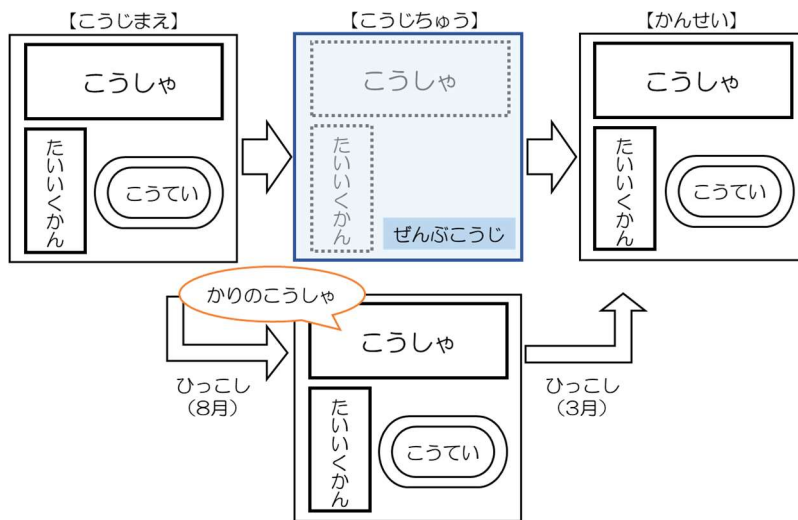 【こうじまえ】
こうしゃ
たいいくかん
こうてい
【こうじちゅう】
こうしゃ
たいいくかん
ぜんぶこうじ
【かんせい】
こうしゃ
たいいくかん
こうてい
ひっこし
（8月）
かりのこうしゃ
こうしゃ
たいいくかん
こうてい
ひっこし
（3月）